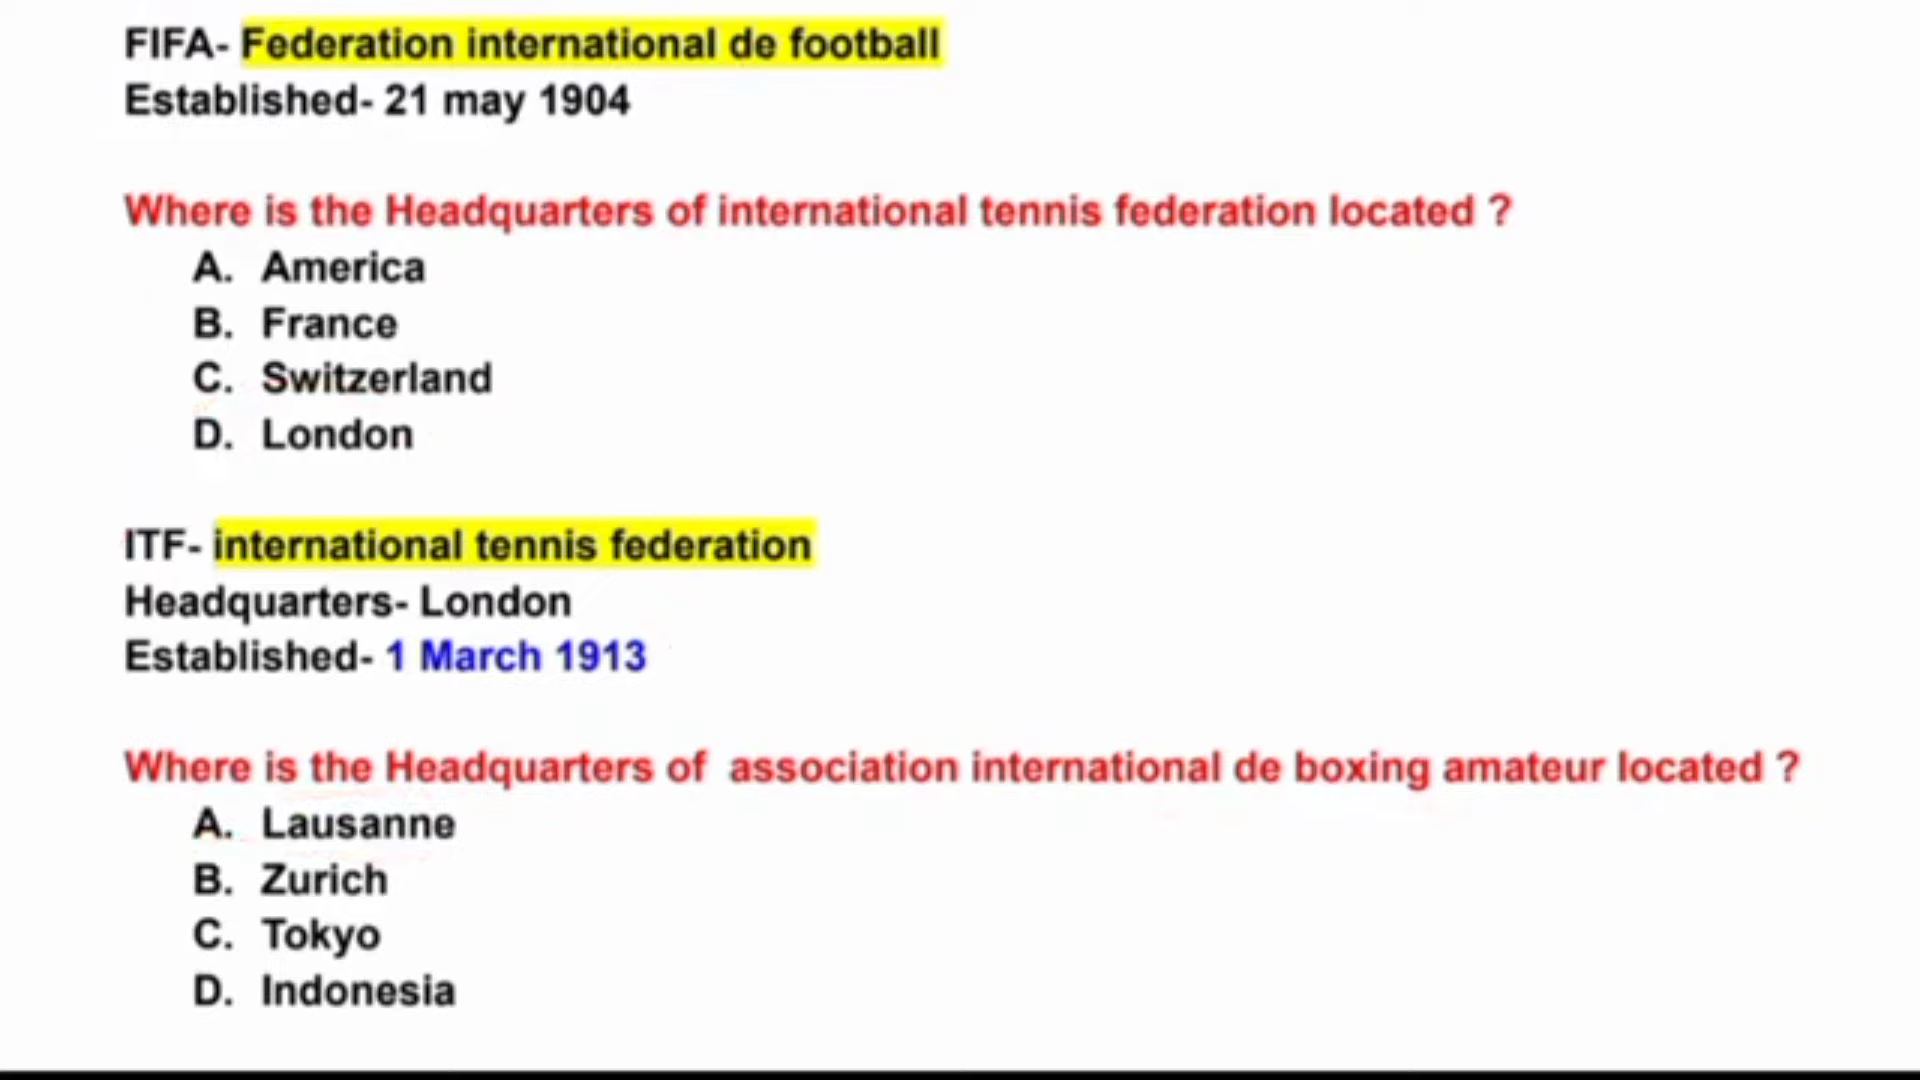 FIFA- Federation international de football
Established- 21 may 1904
Where is the Headquarters of international tennis federation located ?
A. America
B. France
C. Switzerland
D. London
ITF- international tennis federation
Headquarters- London
Established- 1 March 1913
Where is the Headquarters of association international de boxing amateur located ?
A. Lausanne
B. Zurich
C. Tokyo
D. Indonesia